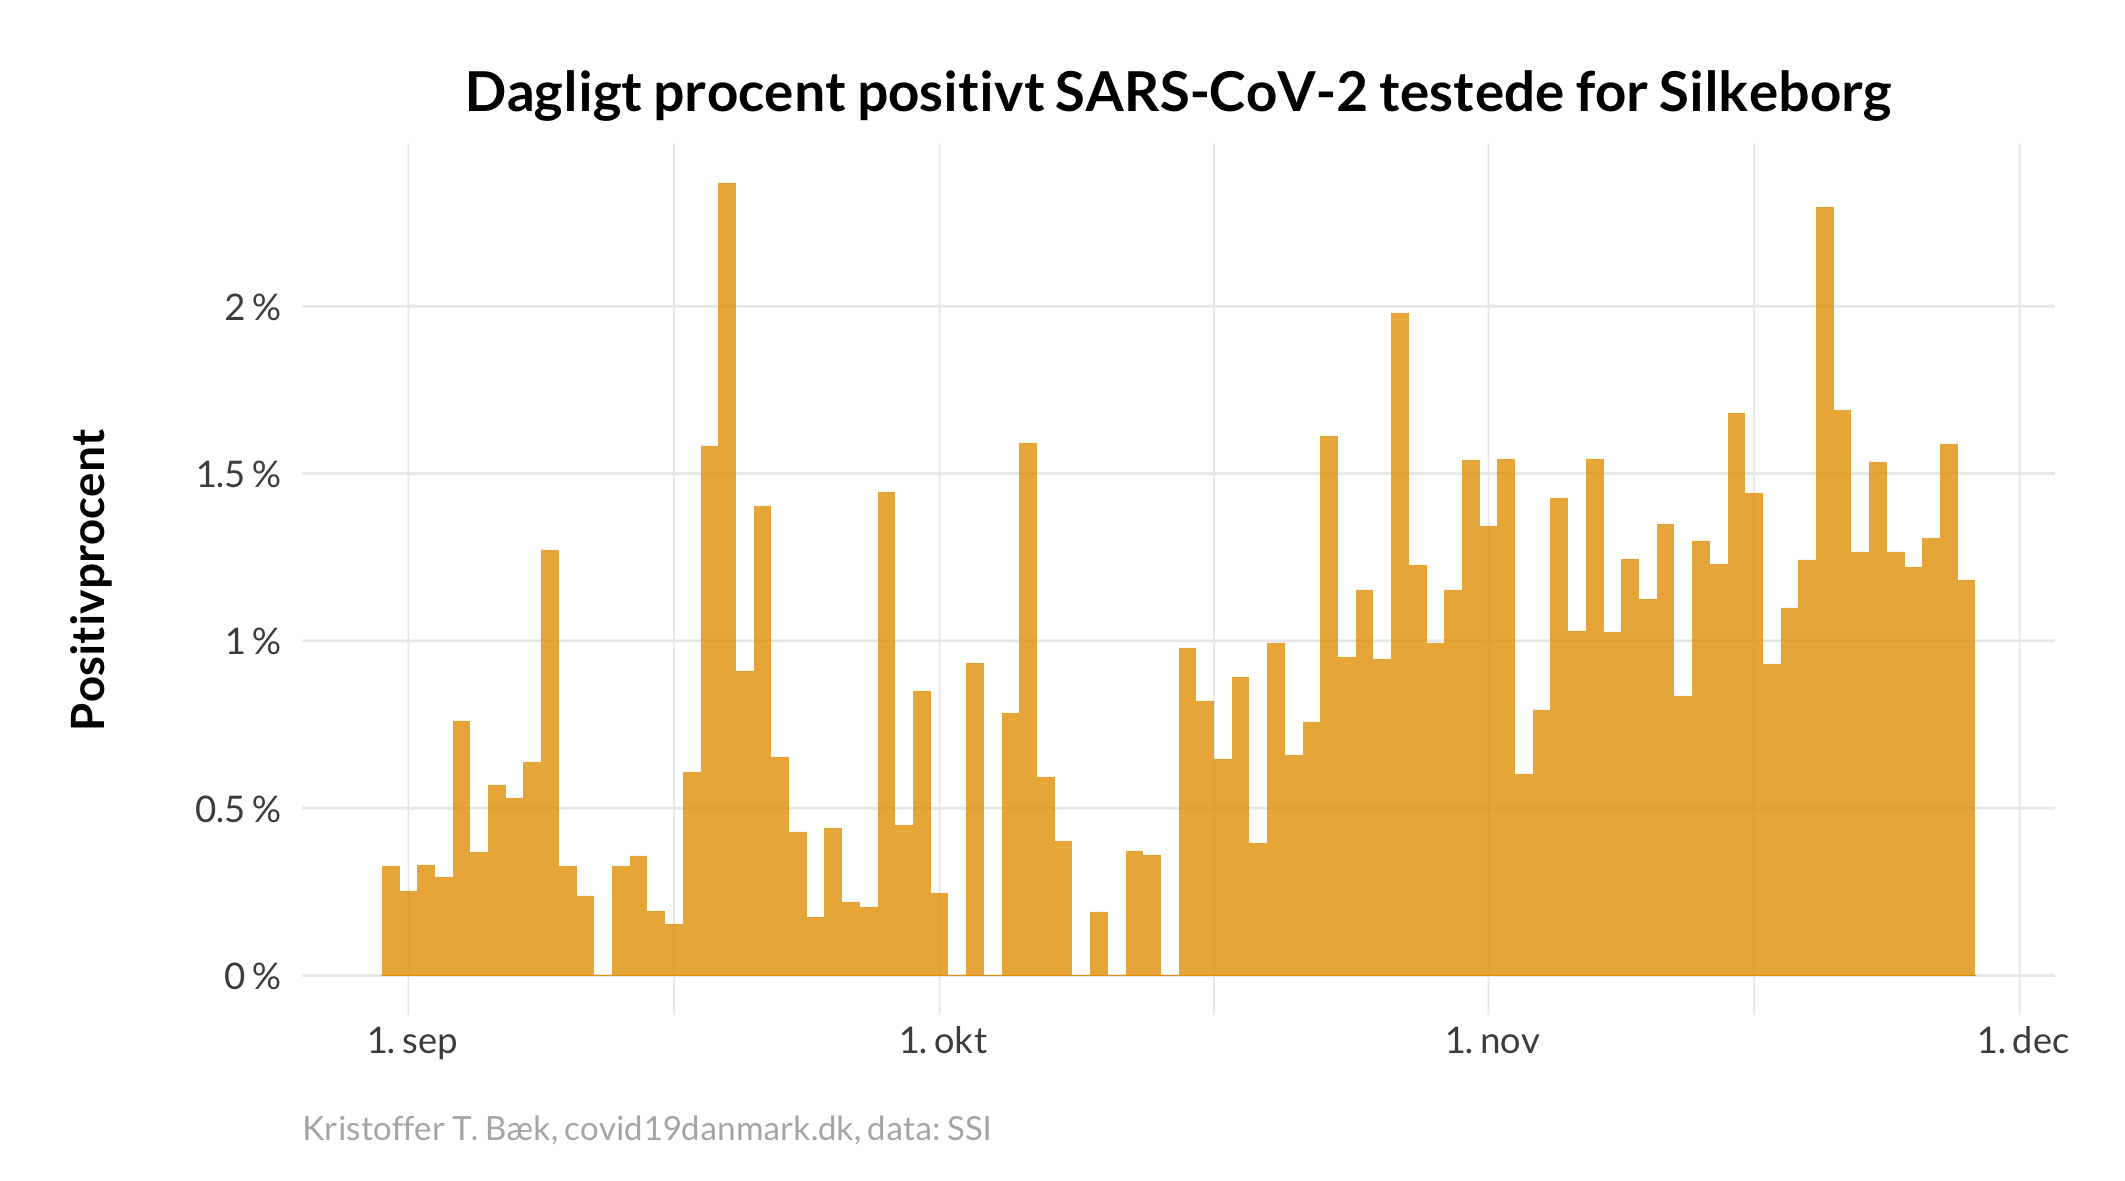 Dagligt procent positivt SARS-CoV-2 testede for Silkeborg
Positivprocent
2 %
1.5 %
1 %
0.5 %
0 %
1. sep
1. okt
1. nov
1. dec
Kristoffer T. Bæk, covid19danmark.dk, data: SSI